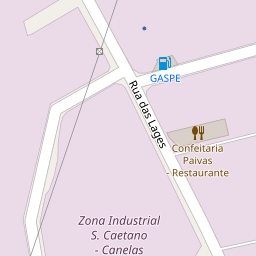 GASPE
Rua das Lages
Confeitaria
Paivas
- Restaurante
Zona Industrial
S. Caetano
- Canelas